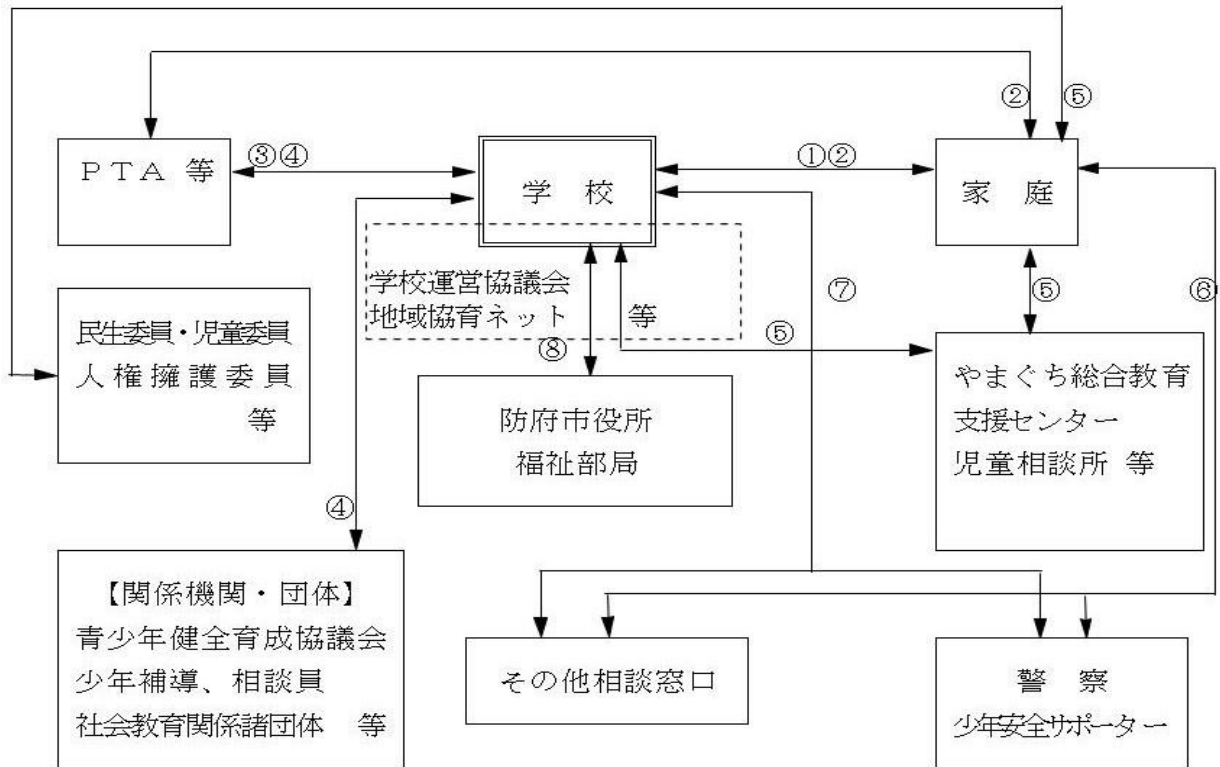 ② ⑤
PTA 等
③④
学校
①②
家庭
学校運営協議会
地域協育ネット 等
⑦
⑤
⑥
民生委員・児童委員
人権擁護委員
等
⑧
⑤
防府市役所
福祉部局
やまぐち総合教育
支援センター
児童相談所 等
④
【関係機関・団体】
青少年健全育成協議会
少年補導、相談員
社会教育関係諸団体 等
その他相談窓口
警察
少年安全サポーター